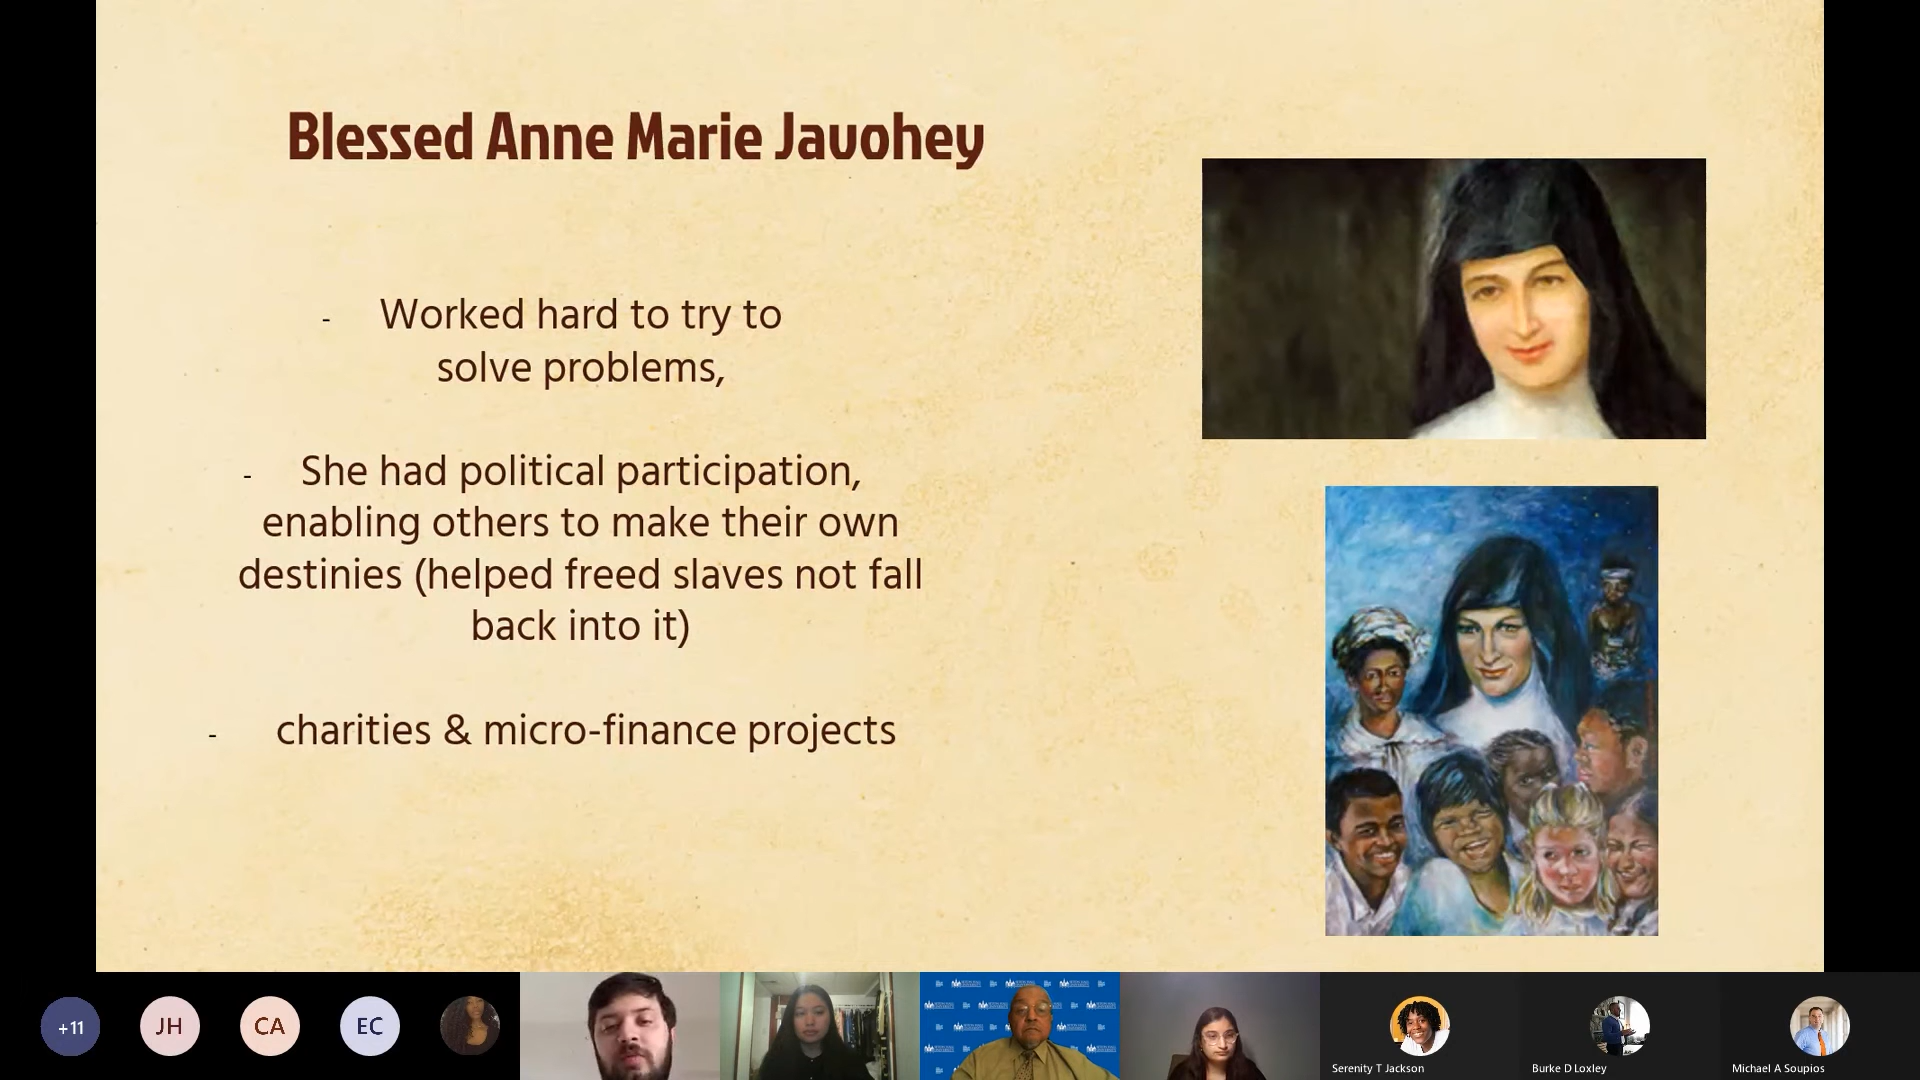 Blessed Anne Marie Javohey
- Worked hard to try to
solve problems,
- She had political participation,
enabling others to make their own
destinies (helped freed slaves not fall
back into it)
- charities & micro-finance projects
+11
JH
CA
EC
Serenity T Jackson
Burke D Loxley
Michael A Soupios